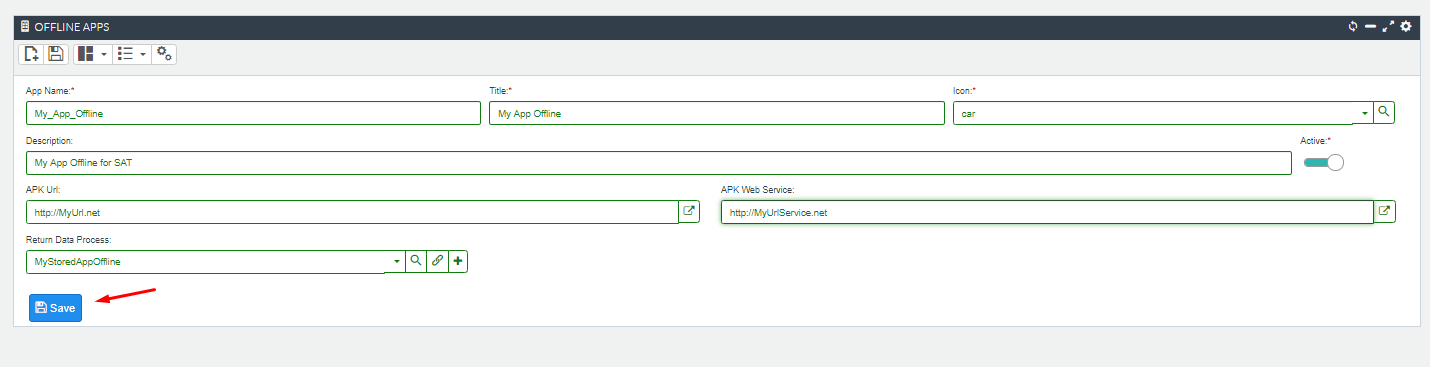 OFFLINE APPS
App Name:* Title:* Icon:*
My_App_Offline My App Offline car
Description: Active:*
My App Offline for SAT
APK Url: APK Web Service:
http://MyUrl.net http://MyUrlService.net
Return Data Process:
MyStoredAppOffline
Save